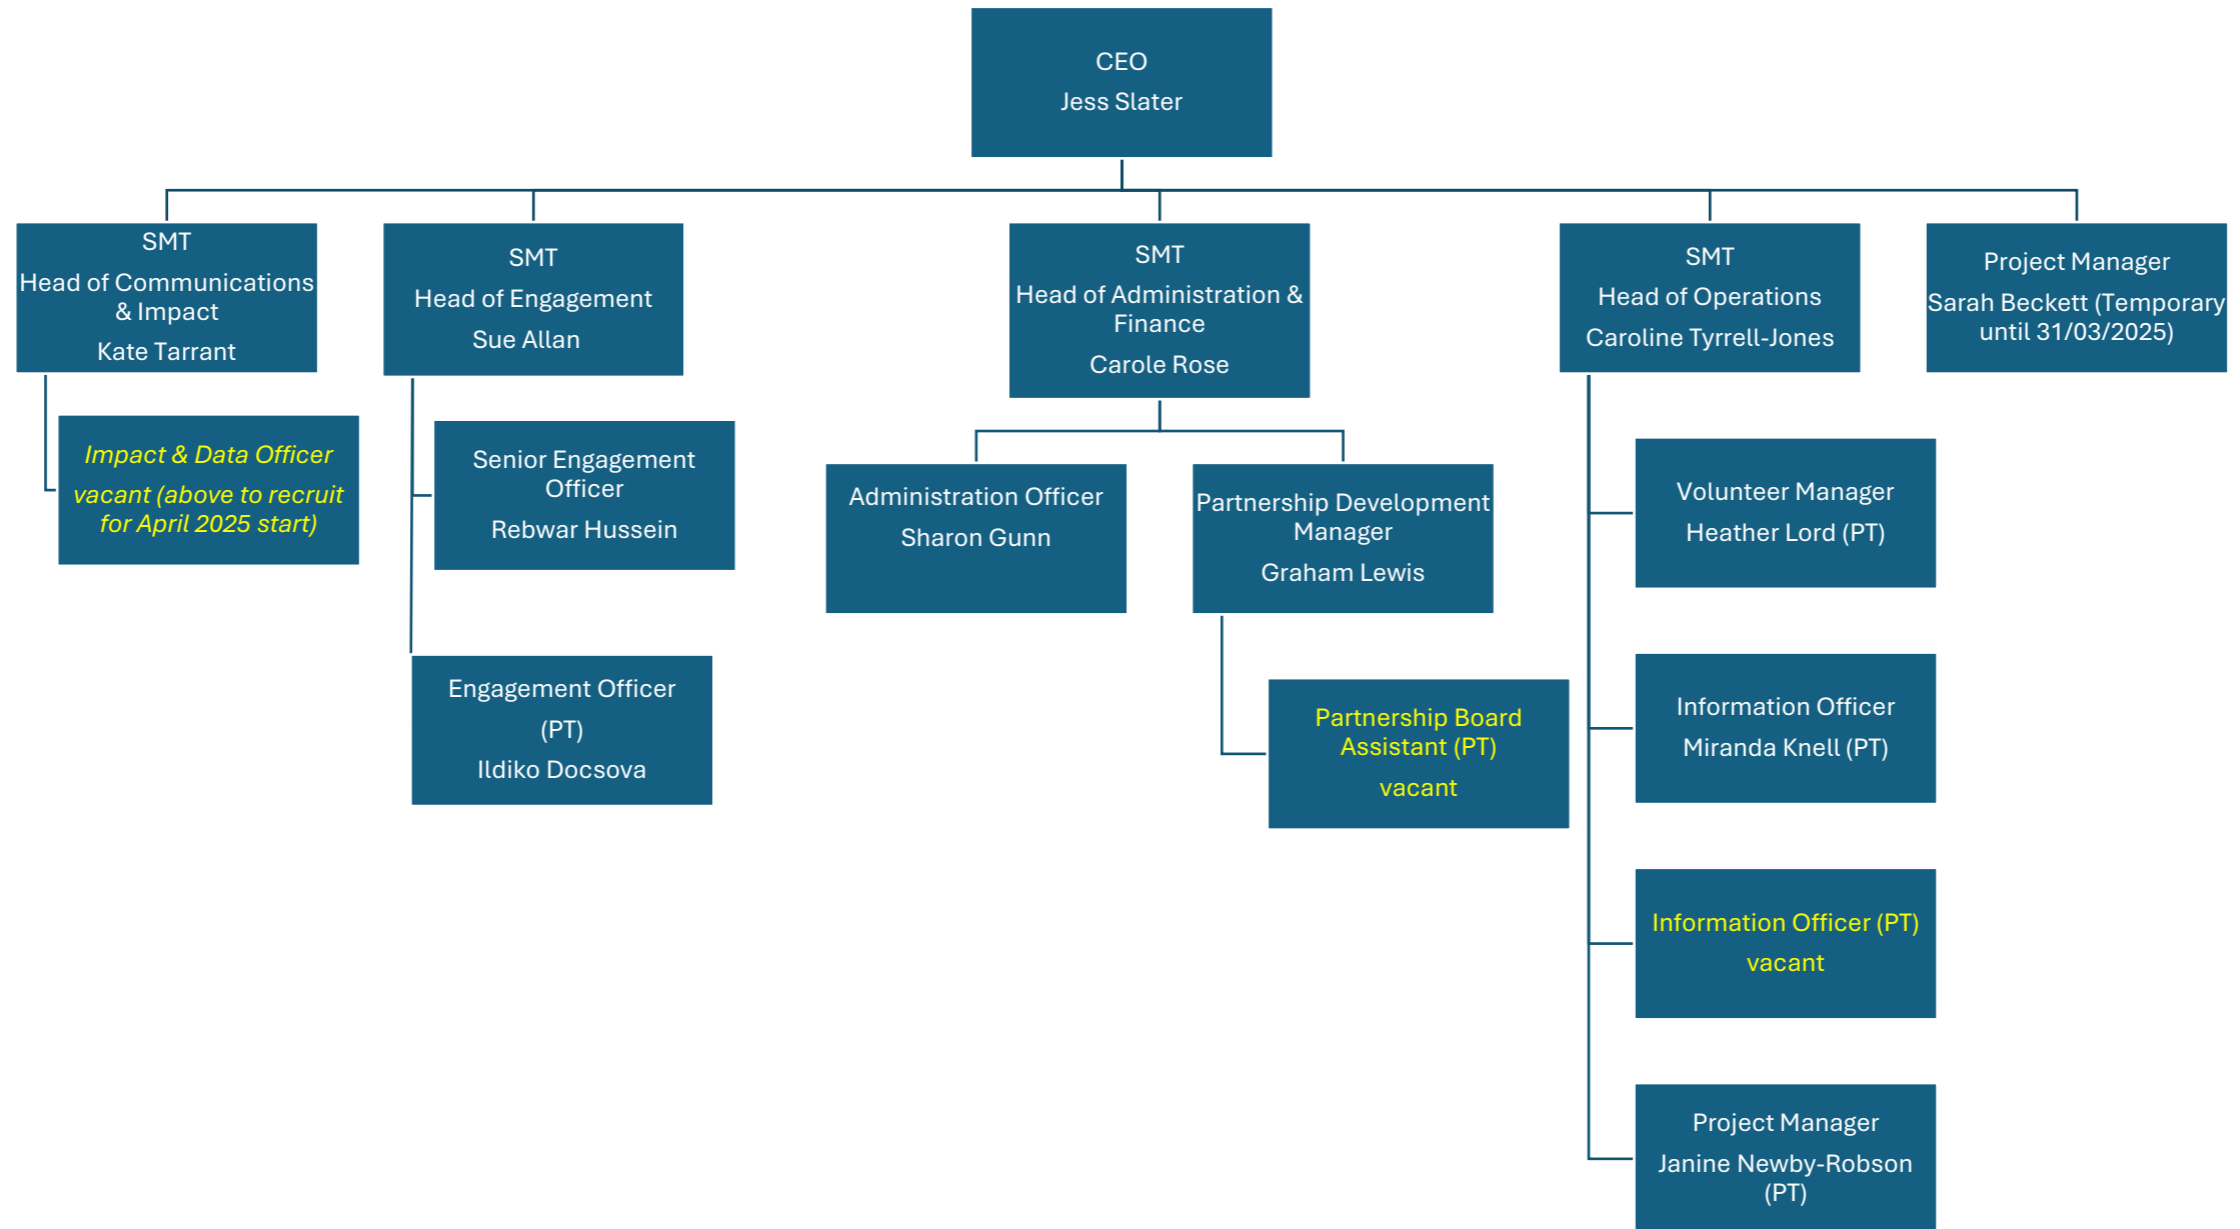 CEO
Jess Slater
SMT
Head of Communications
& Impact
Kate Tarrant
SMT
Head of Engagement
Sue Allan
SMT
Head of Administration &
Finance
Carole Rose
SMT
Head of Operations
Caroline Tyrrell-Jones
Project Manager
Sarah Beckett (Temporary
until 31/03/2025)
Impact & Data Officer
vacant (above to recruit
for April 2025 start)
Senior Engagement
Officer
Rebwar Hussein
Engagement Officer
(PT)
Ildiko Docsova
Administration Officer
Sharon Gunn
Partnership Development
Manager
Graham Lewis
Partnership Board
Assistant (PT)
vacant
Volunteer Manager
Heather Lord (PT)
Information Officer
Miranda Knell (PT)
Information Officer (PT)
vacant
Project Manager
Janine Newby-Robson
(PT)